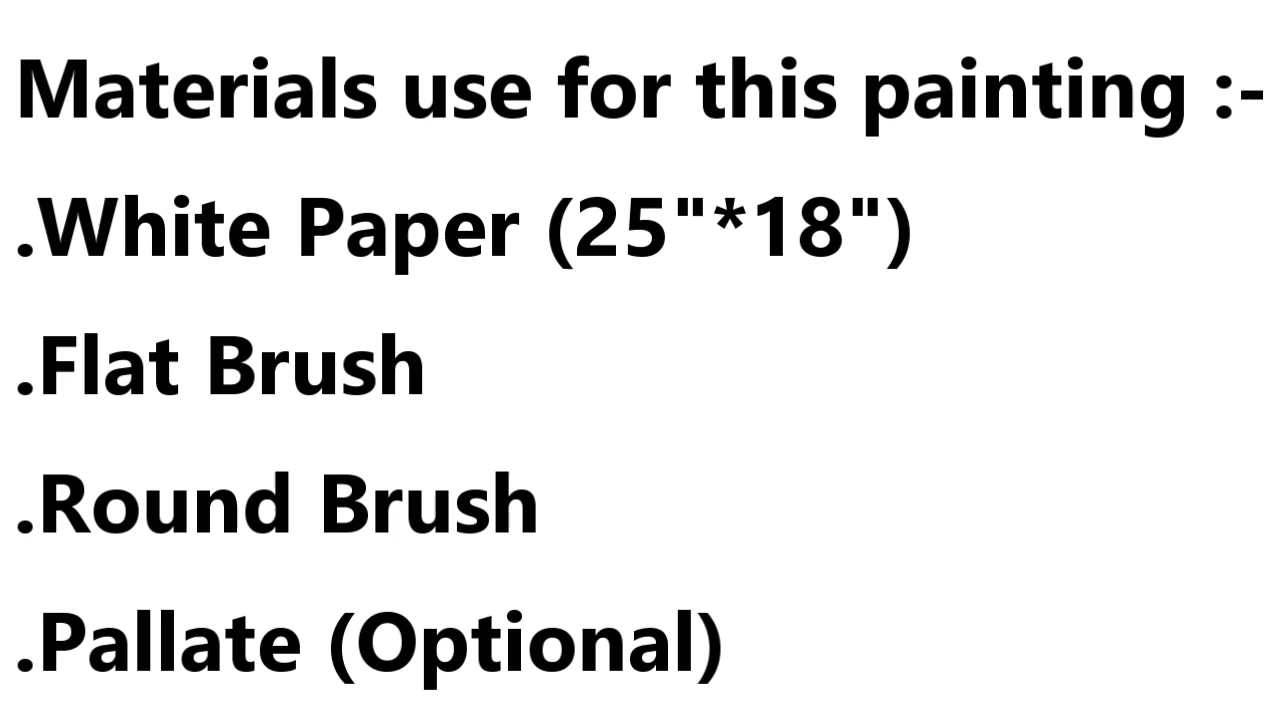 Materials use for this painting :-
.White Paper (25"*18")
.Flat Brush
.Round Brush
.Pallate (Optional)